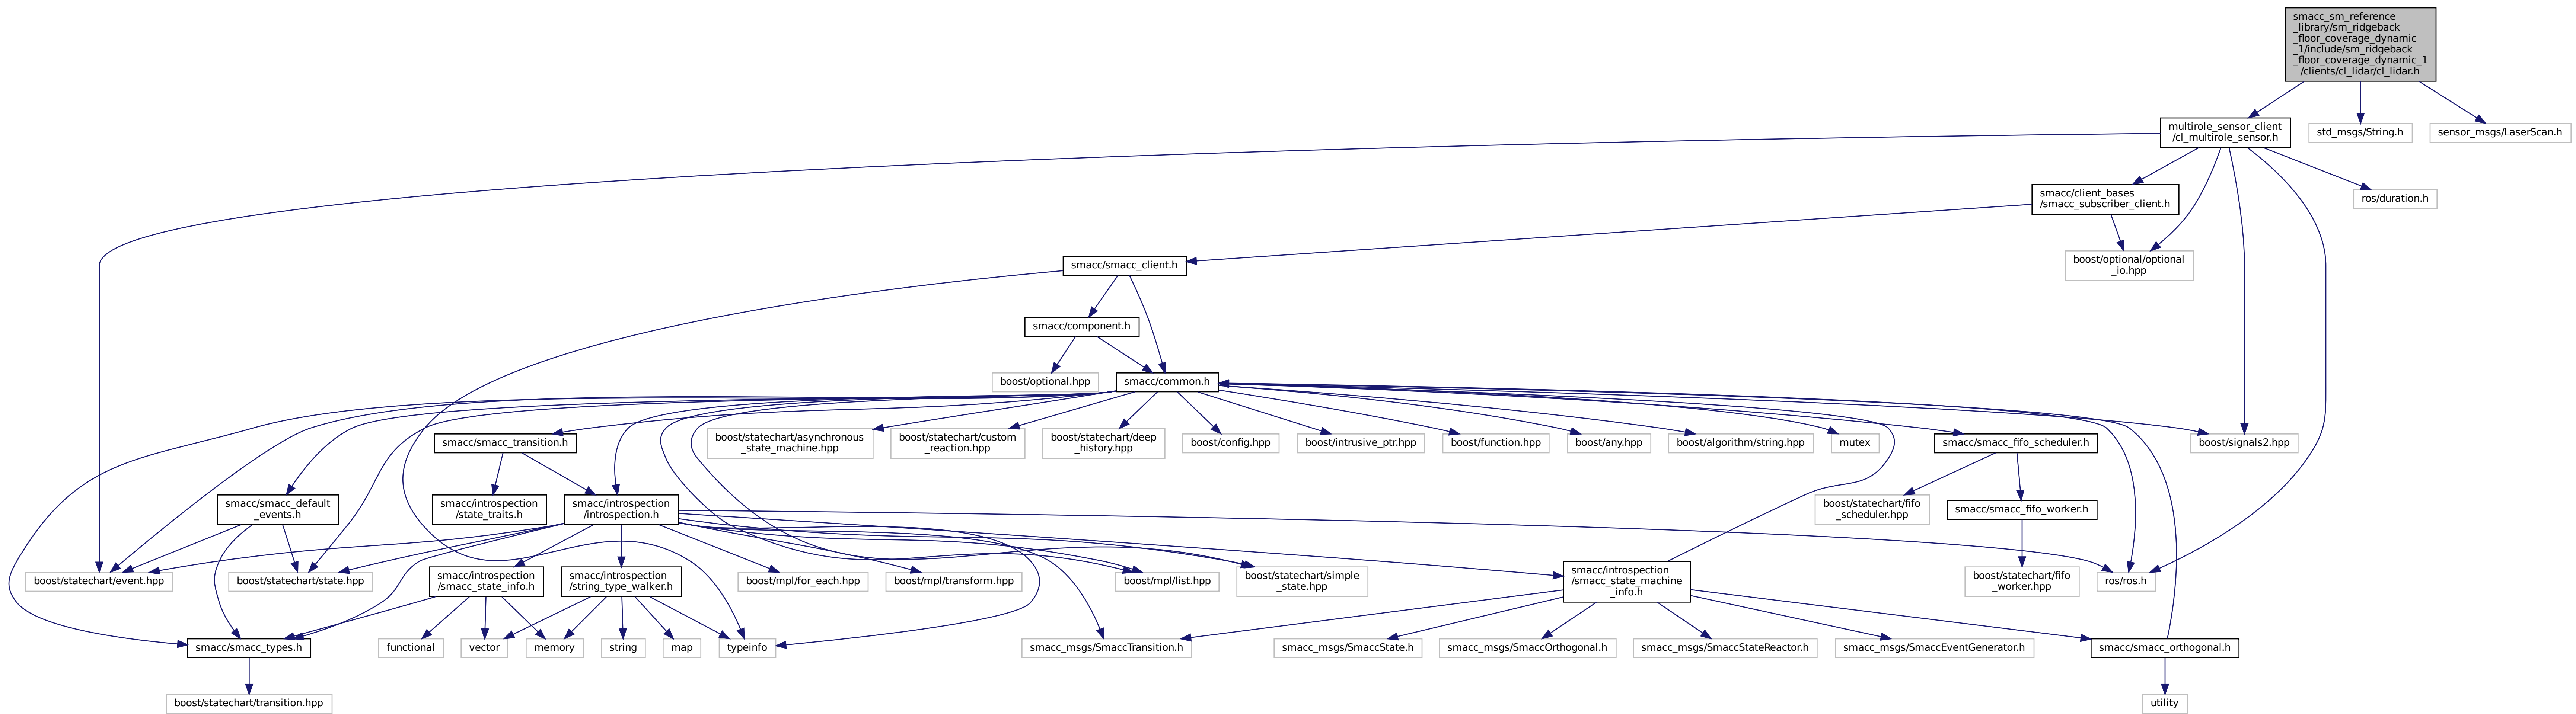 smacc_sm_reference
_library/sm_ridgeback
_floor_coverage_dynamic
_1/include/sm_ridgeback
_floor_coverage_dynamic_1
/clients/cl_lidar/cl_lidar.h
multirole_sensor_client
/cl_multirole_sensor.h
std_msgs/String.h
sensor_msgs/LaserScan.h
smacc/client_bases
/smacc_subscriber_client.h
ros/duration.h
smacc/smacc_client.h
boost/optional/optional
_io.hpp
smacc/component.h
boost/optional.hpp
smacc/common.h
smacc/smacc_transition.h
boost/statechart/asynchronous
_state_machine.hpp
boost/statechart/custom
_reaction.hpp
boost/statechart/deep
_history.hpp
boost/config.hpp
boost/intrusive_ptr.hpp
boost/function.hpp
boost/any.hpp
boost/algorithm/string.hpp
mutex
smacc/smacc_fifo_scheduler.h
boost/signals2.hpp
smacc/smacc_default
_events.h
smacc/introspection
/state_traits.h
smacc/introspection
/introspection.h
boost/statechart/fifo
_scheduler.hpp
smacc/smacc_fifo_worker.h
boost/statechart/event.hpp
boost/statechart/state.hpp
smacc/introspection
/smacc_state_info.h
smacc/introspection
/string_type_walker.h
boost/mpl/for_each.hpp
boost/mpl/transform.hpp
boost/mpl/list.hpp
boost/statechart/simple
_state.hpp
smacc/introspection
/smacc_state_machine
_info.h
boost/statechart/fifo
_worker.hpp
ros/ros.h
smacc/smacc_types.h
functional
vector
memory
string
map
typeinfo
smacc_msgs/SmaccTransition.h
smacc_msgs/SmaccState.h
smacc_msgs/SmaccOrthogonal.h
smacc_msgs/SmaccStateReactor.h
smacc_msgs/SmaccEventGenerator.h
smacc/smacc_orthogonal.h
boost/statechart/transition.hpp
utility